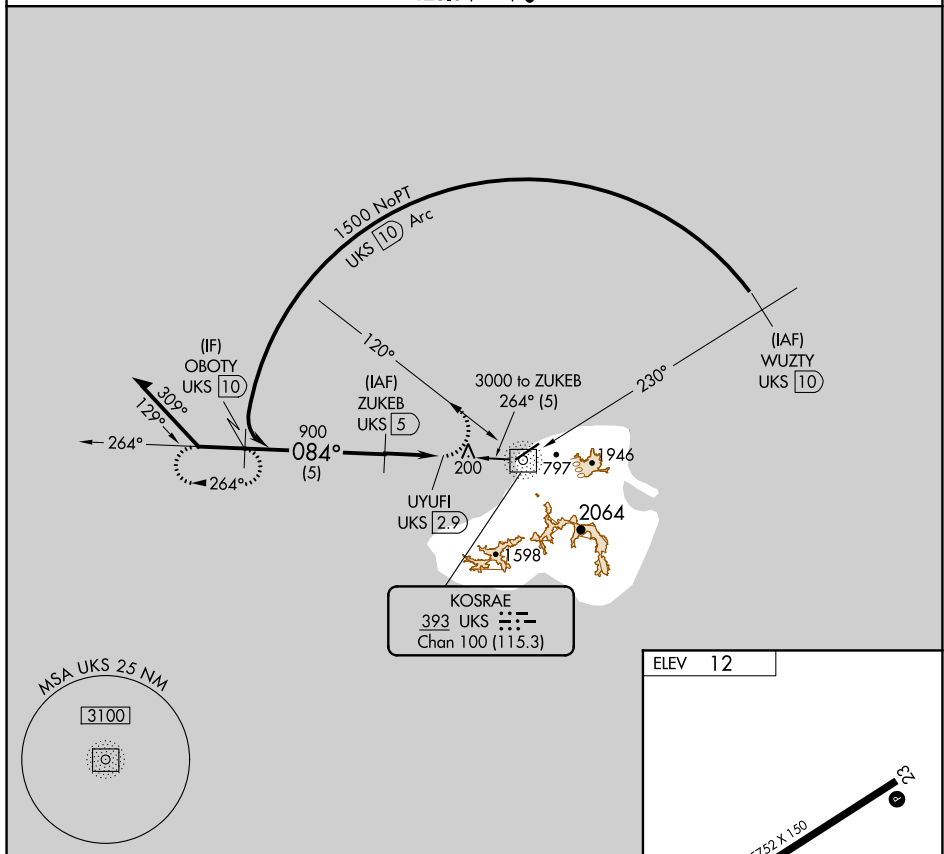 1500 NoPT
UKS 10 Arc
(IAF)
WUZTY
UKS 10
120°
230°
3000 to ZUKEB
264° (5)
(IF)
OBOTY
UKS 10
(IAF)
ZUKEB
UKS 5
309°
129°
264°
900
084°
(5)
264°
200
797
1946
UYUFI
UKS 2.9
2064
1598
KOSRAE
393 UKS
Chan 100 (115.3)
MSA UKS 25 NM
3100
ELEV 12
23
P
5752 X 150